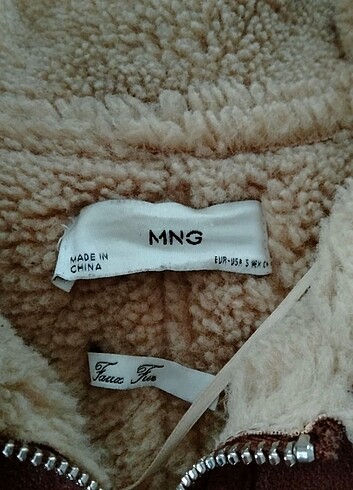 MNG
MADE IN
CHINA
EUR-USA S
Faux Fur